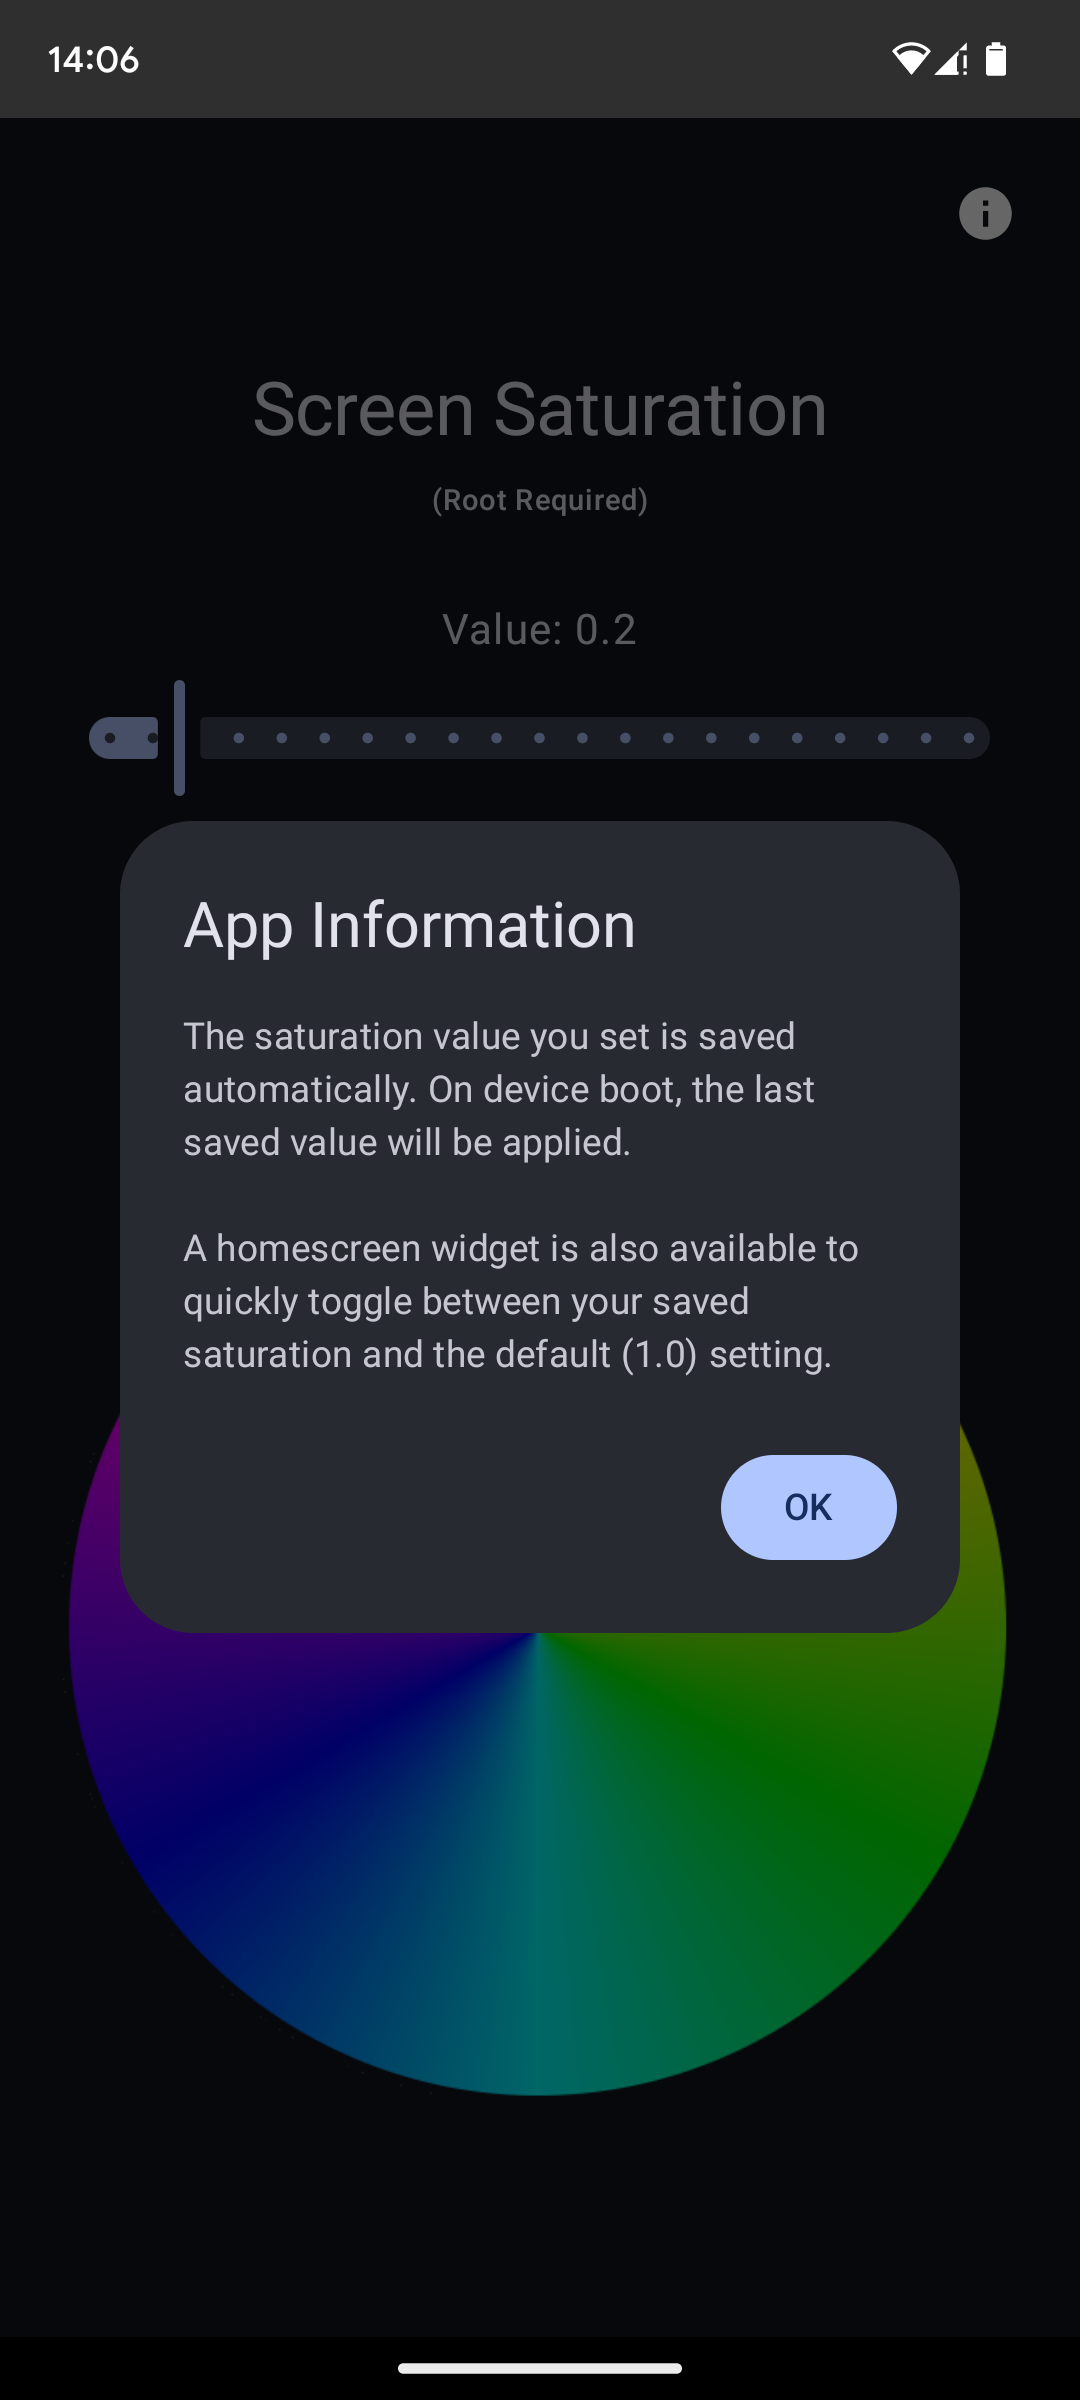 14:06
Screen Saturation
(Root Required)
Value: 0.2
App Information
The saturation value you set is saved
automatically. On device boot, the last
saved value will be applied.
A homescreen widget is also available to
quickly toggle between your saved
saturation and the default (1.0) setting.
OK